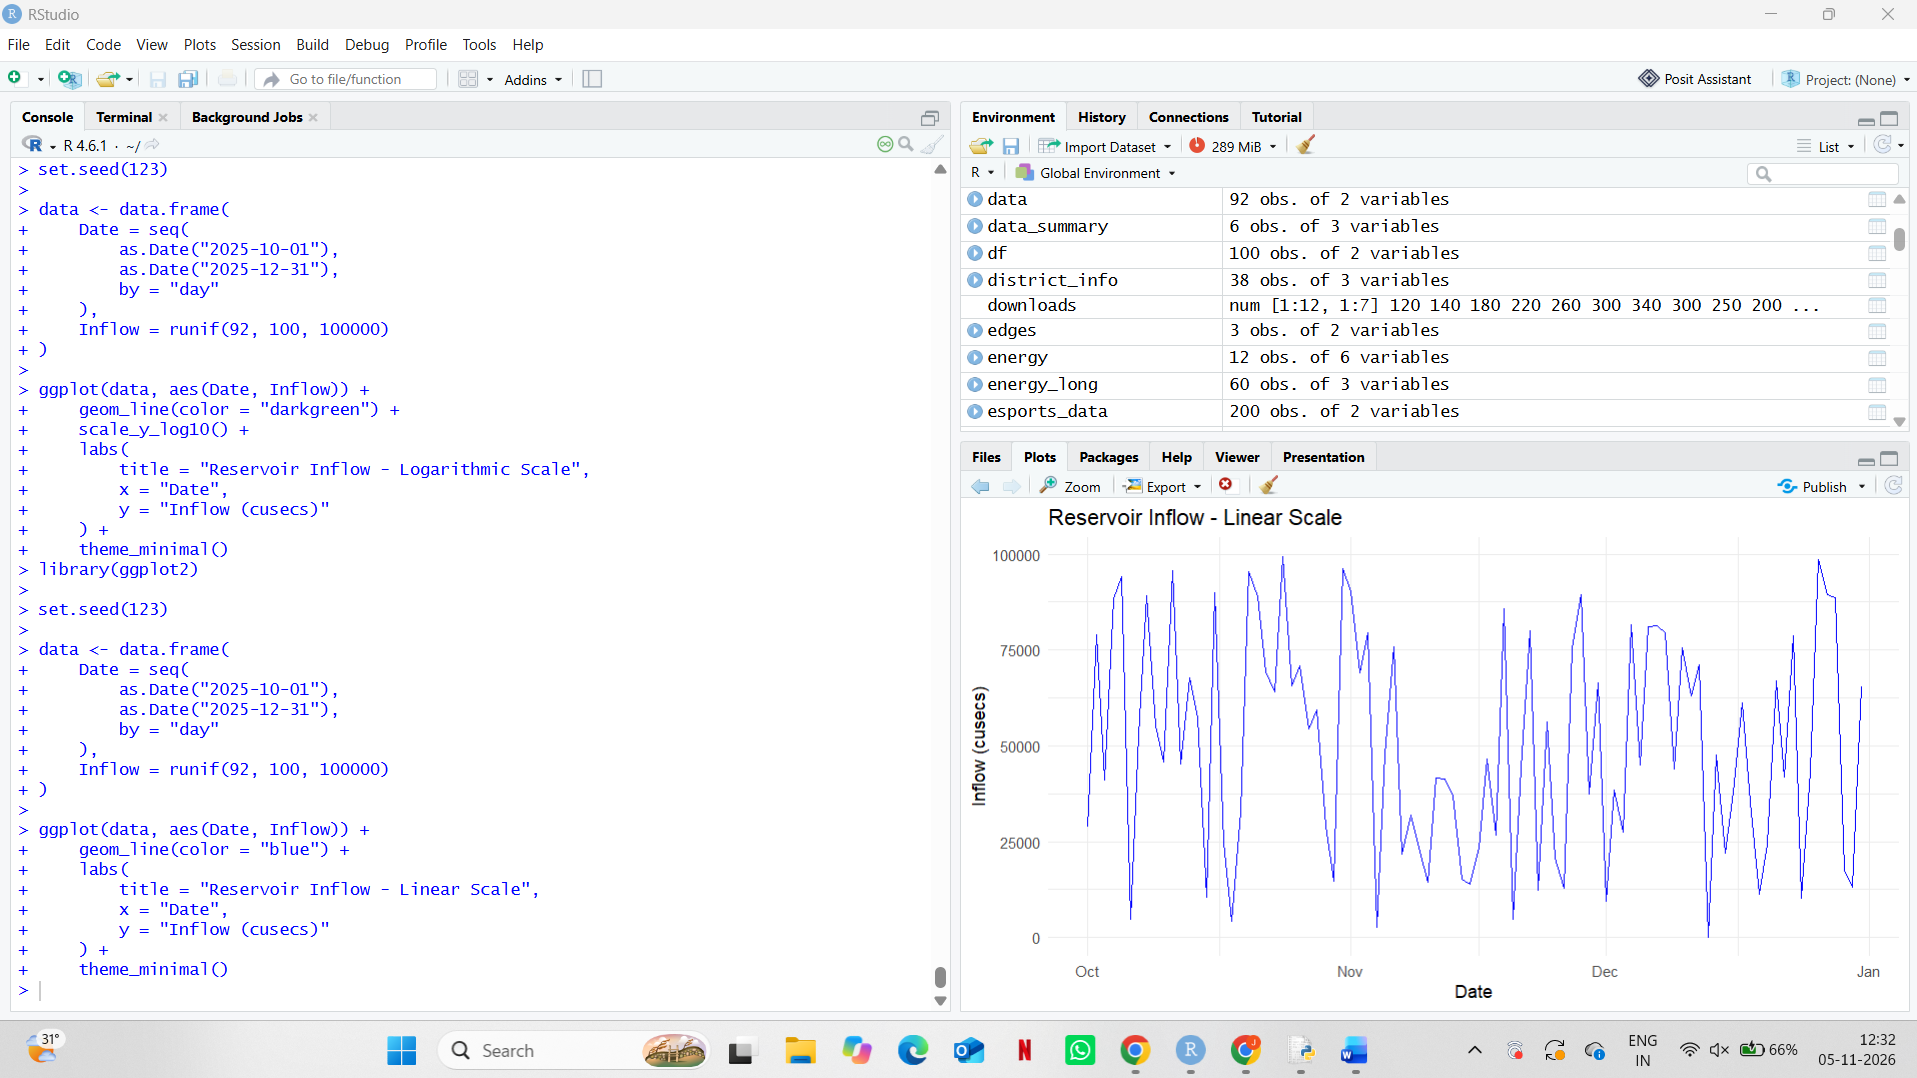 RStudio
File Edit Code View Plots Session Build Debug Profile Tools Help
Go to file/function Addins Posit Assistant Project: (None)
Console Terminal Background Jobs
R 4.6.1 · ~/
> set.seed(123)
>
> data <- data.frame(
+     Date = seq(
+         as.Date("2025-10-01"),
+         as.Date("2025-12-31"),
+         by = "day"
+     ),
+     Inflow = runif(92, 100, 100000)
+ )
>
> ggplot(data, aes(Date, Inflow)) +
+     geom_line(color = "darkgreen") +
+     scale_y_log10() +
+     labs(
+         title = "Reservoir Inflow - Logarithmic Scale",
+         x = "Date",
+         y = "Inflow (cusecs)"
+     ) +
+     theme_minimal()
> library(ggplot2)
>
> set.seed(123)
>
> data <- data.frame(
+     Date = seq(
+         as.Date("2025-10-01"),
+         as.Date("2025-12-31"),
+         by = "day"
+     ),
+     Inflow = runif(92, 100, 100000)
+ )
>
> ggplot(data, aes(Date, Inflow)) +
+     geom_line(color = "blue") +
+     labs(
+         title = "Reservoir Inflow - Linear Scale",
+         x = "Date",
+         y = "Inflow (cusecs)"
+     ) +
+     theme_minimal()
>
Environment History Connections Tutorial
Import Dataset 289 MiB List
R Global Environment
data 92 obs. of 2 variables
data_summary 6 obs. of 3 variables
df 100 obs. of 2 variables
district_info 38 obs. of 3 variables
downloads num [1:12, 1:7] 120 140 180 220 260 300 340 300 250 200 ...
edges 3 obs. of 2 variables
energy 12 obs. of 6 variables
energy_long 60 obs. of 3 variables
esports_data 200 obs. of 2 variables
Files Plots Packages Help Viewer Presentation
Zoom Export Publish
Reservoir Inflow - Linear Scale
100000
75000
50000
25000
0
Inflow (cusecs)
Oct Nov Dec Jan
Date
31°
Search
ENG
IN
66%
12:32
05-11-2026